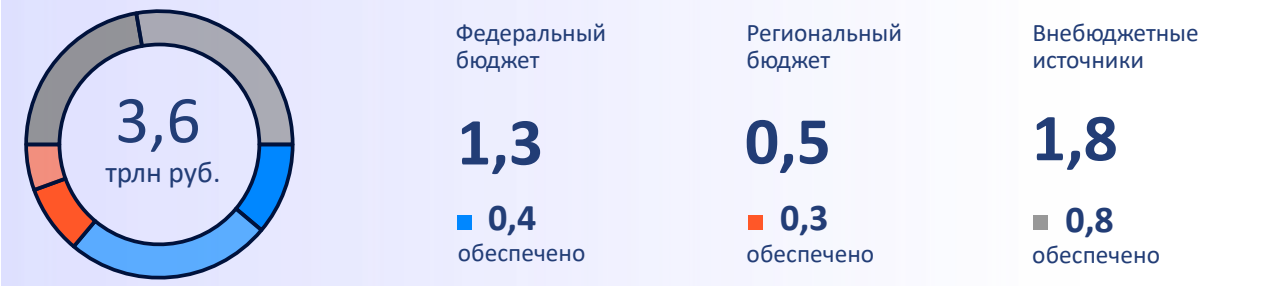 3,6
трлн руб.
Федеральный
бюджет
1,3
0,4
обеспечено
Региональный
бюджет
0,5
0,3
обеспечено
Внебюджетные
источники
1,8
0,8
обеспечено